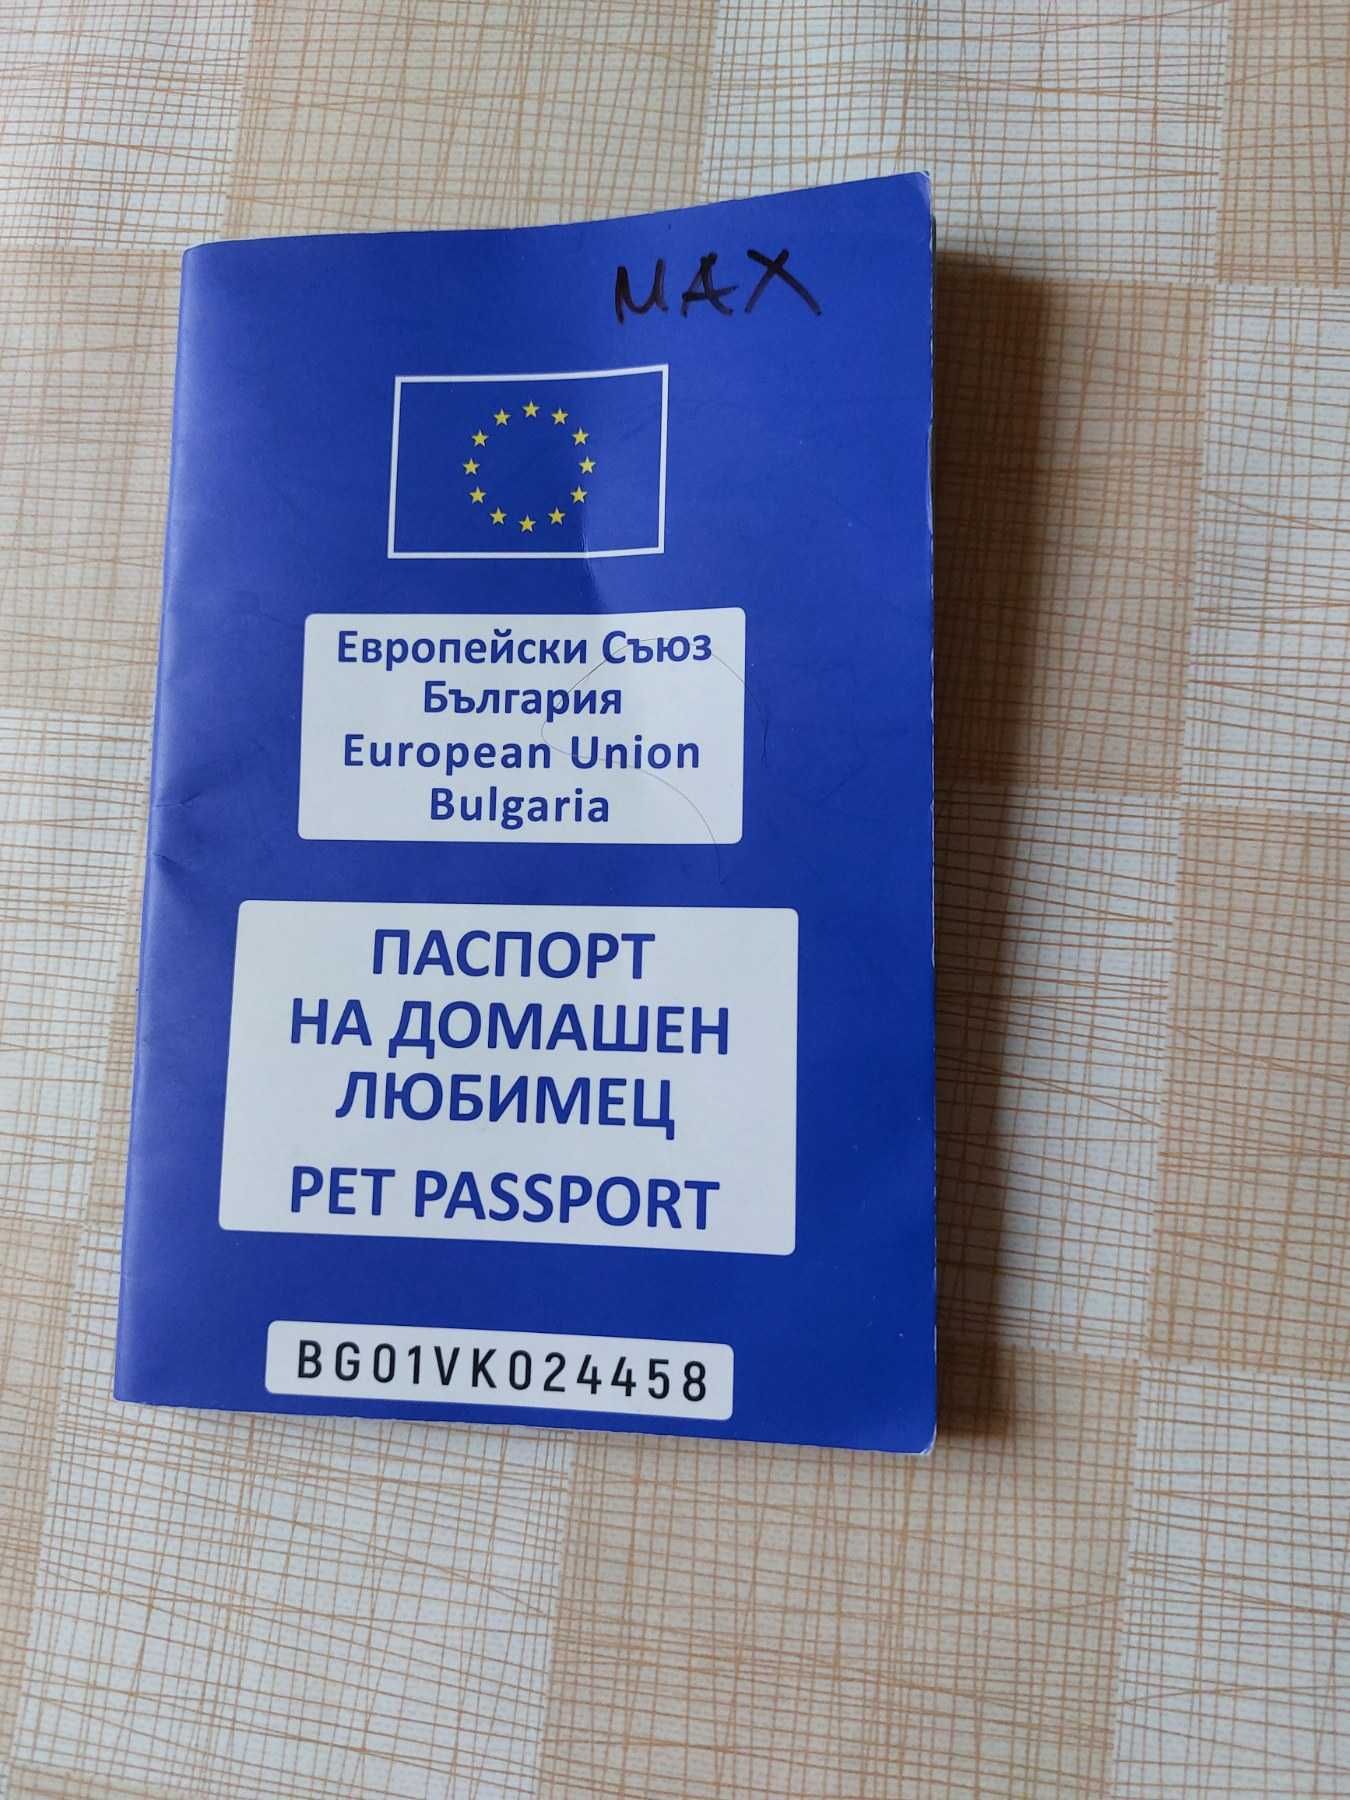 MAX
Европейски Съюз
България
European Union
Bulgaria
ПАСПОРТ
НА ДОМАШЕН
ЛЮБИМЕЦ
PET PASSPORT
BG01VK024458